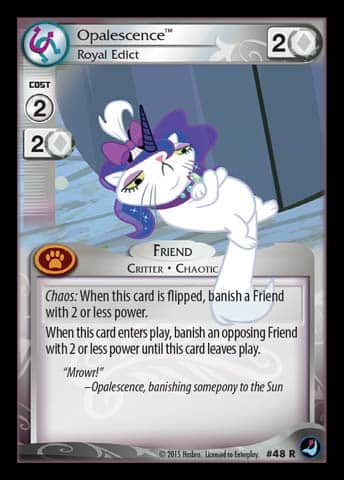 Opalescence™
Royal Edict
2
COST
2
2
FRIEND
CRITTER • CHAOTIC
Chaos: When this card is flipped, banish a Friend
with 2 or less power.
When this card enters play, banish an opposing Friend
with 2 or less power until this card leaves play.
“Mrowr!”
–Opalescence, banishing somepony to the Sun
© 2015 Hasbro. Licensed to Enterplay. #48 R